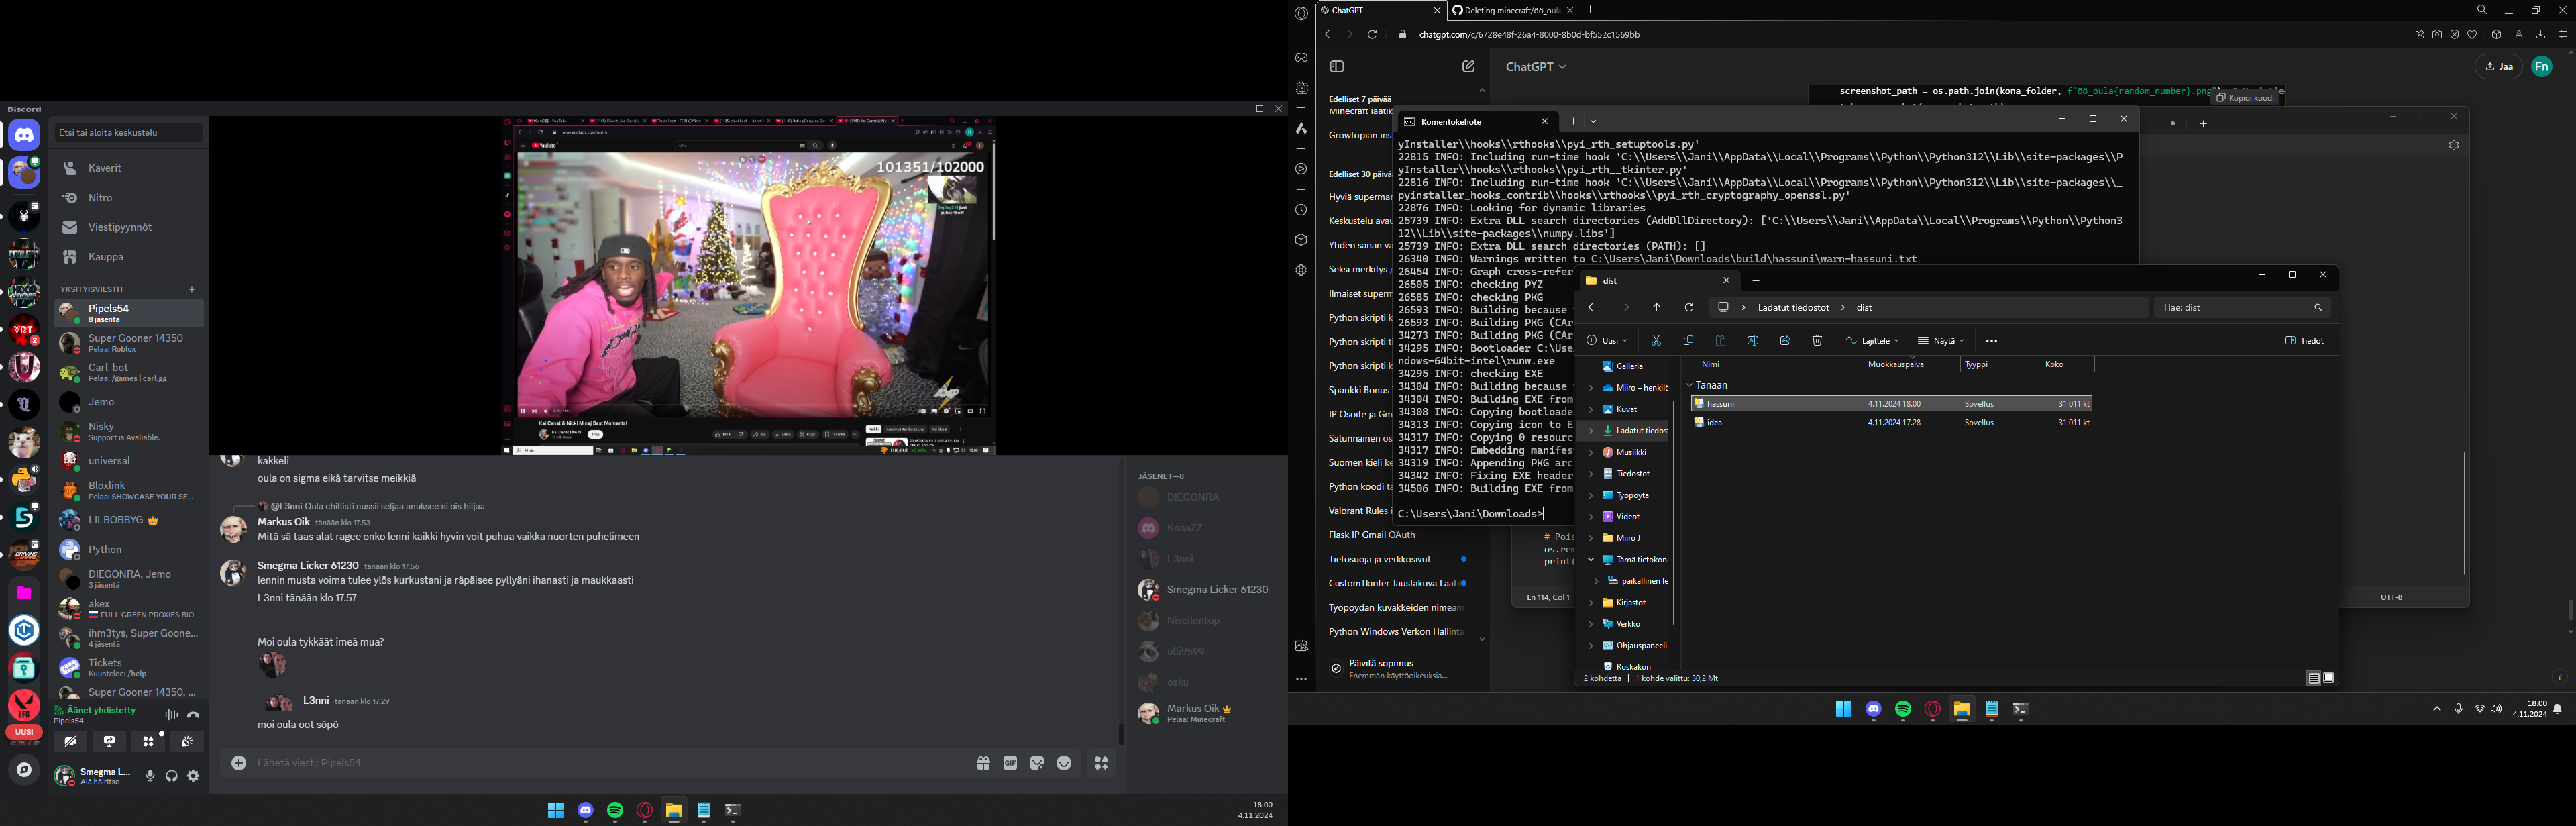 Discord
Etsi tai aloita keskustelu
Kaverit
Nitro
Viestipyynnöt
Kauppa
YKSITYISVIESTIT
Pipels54
8 jäsentä
Super Gooner 14350
Pelaa: Roblox
Carl-bot
Pelaa: /games | carl.gg
Jemo
Nisky
Support is Avaliable.
universal
Bloxlink
Pelaa: SHOWCASE YOUR SE...
LILBOBBYG
Python
DIEGONRA, Jemo
3 jäsentä
akex
FULL GREEN PROXIES BIO
ihm3tys, Super Goone...
4 jäsentä
Tickets
Kuuntelee: /help
Super Gooner 14350, ...
UUSI
Äänet yhdistetty
Pipels54
Smegma L...
Älä häiritse
YouTube
101351/102000
Kai Cenat & Nicki Minaj Best Moments!
kakkeli
oula on sigma eikä tarvitse meikkiä
@L3nni Oula chillisti nussii seljaa anukseen ni ois hiljaa
Markus Oik tänään klo 17.53
Mitä sä taas alat ragee onko lenni kaikki hyvin voit puhua vaikka nuorten puhelimeen
Smegma Licker 61230 tänään klo 17.56
lennin musta voima tulee ylös kurkustani ja räpäisee pyllyäni ihanasti ja maukkaasti
L3nni tänään klo 17.57
Moi oula tykkäät imeä mua?
L3nni tänään klo 17.29
moi oula oot söpö
Lähetä viesti: Pipels54
GIF
JÄSENET—8
DIEGONRA
KonaZZ
L3nni
Smegma Licker 61230
Niscilontop
olli9599
osku
Markus Oik
Pelaa: Minecraft
18.00
4.11.2024
ChatGPT
Deleting minecraft/öö_oula
chatgpt.com/c/6728e48f-26a4-8000-8b0d-bf552c1569bb
ChatGPT
Jaa
Fn
Edelliset 7 päivää
Minecraft laatik
Growtopian ins
Edelliset 30 päivä
Hyviä superma
Keskustelu avau
Yhden sanan va
Seksi merkitys j
Ilmaiset superm
Python skripti k
Python skripti t
Python skripti k
Spankki Bonus
IP Osoite ja Gm
Satunnainen os
Suomen kieli ke
Python koodi ta
Valorant Rules i
Flask IP Gmail OAuth
Tietosuoja ja verkkosivut
CustomTkinter Taustakuva Laati
Työpöydän kuvakkeiden nimeäm
Python Windows Verkon Hallinta
Päivitä sopimus
Enemmän käyttöoikeuksia...
screenshot_path = os.path.join(kona_folder, f"öö_oula{random_number}.png")
Kopioi koodi
Komentokehote
yInstaller\\hooks\\rthooks\\pyi_rth_setuptools.py'
22815 INFO: Including run-time hook 'C:\\Users\\Jani\\AppData\\Local\\Programs\\Python\\Python312\\Lib\\site-packages\\P
yInstaller\\hooks\\rthooks\\pyi_rth__tkinter.py'
22816 INFO: Including run-time hook 'C:\\Users\\Jani\\AppData\\Local\\Programs\\Python\\Python312\\Lib\\site-packages\\_
pyinstaller_hooks_contrib\\hooks\\rthooks\\pyi_rth_cryptography_openssl.py'
22876 INFO: Looking for dynamic libraries
25739 INFO: Extra DLL search directories (AddDllDirectory): ['C:\\Users\\Jani\\AppData\\Local\\Programs\\Python\\Python3
12\\Lib\\site-packages\\numpy.libs']
25739 INFO: Extra DLL search directories (PATH): []
26340 INFO: Warnings written to C:\Users\Jani\Downloads\build\hassuni\warn-hassuni.txt
26454 INFO: Graph cross-refer
26505 INFO: checking PYZ
26585 INFO: checking PKG
26593 INFO: Building because
26593 INFO: Building PKG (CAr
34273 INFO: Building PKG (CAr
34295 INFO: Bootloader C:\Use
ndows-64bit-intel\runw.exe
34295 INFO: checking EXE
34304 INFO: Building because
34304 INFO: Building EXE from
34308 INFO: Copying bootloade
34313 INFO: Copying icon to E
34317 INFO: Copying 0 resourc
34317 INFO: Embedding manifes
34319 INFO: Appending PKG arc
34342 INFO: Fixing EXE header
34506 INFO: Building EXE from
C:\Users\Jani\Downloads>
# Pois
os.rem
print(
Ln 114, Col 1
UTF-8
dist
Ladatut tiedostot
dist
Hae: dist
Uusi
Lajittele
Näytä
Tiedot
Nimi
Muokkauspäivä
Tyyppi
Koko
Tänään
hassuni 4.11.2024 18.00 Sovellus 31 011 kt
idea 4.11.2024 17.28 Sovellus 31 011 kt
Galleria
Miiro – henkilö
Kuvat
Ladatut tiedos
Musiikki
Tiedostot
Työpöytä
Videot
Miiro J
Tämä tietokon
paikallinen le
Kirjastot
Verkko
Ohjauspaneeli
Roskakori
2 kohdetta
1 kohde valittu: 30,2 Mt
18.00
4.11.2024